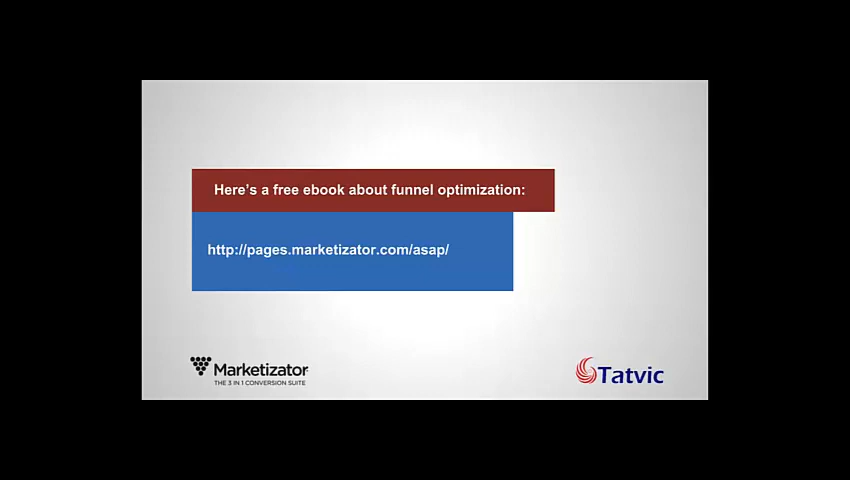 Here's a free ebook about funnel optimization:
http://pages.marketizator.com/asap/
Marketizator
THE 3 IN 1 CONVERSION SUITE
Tatvic